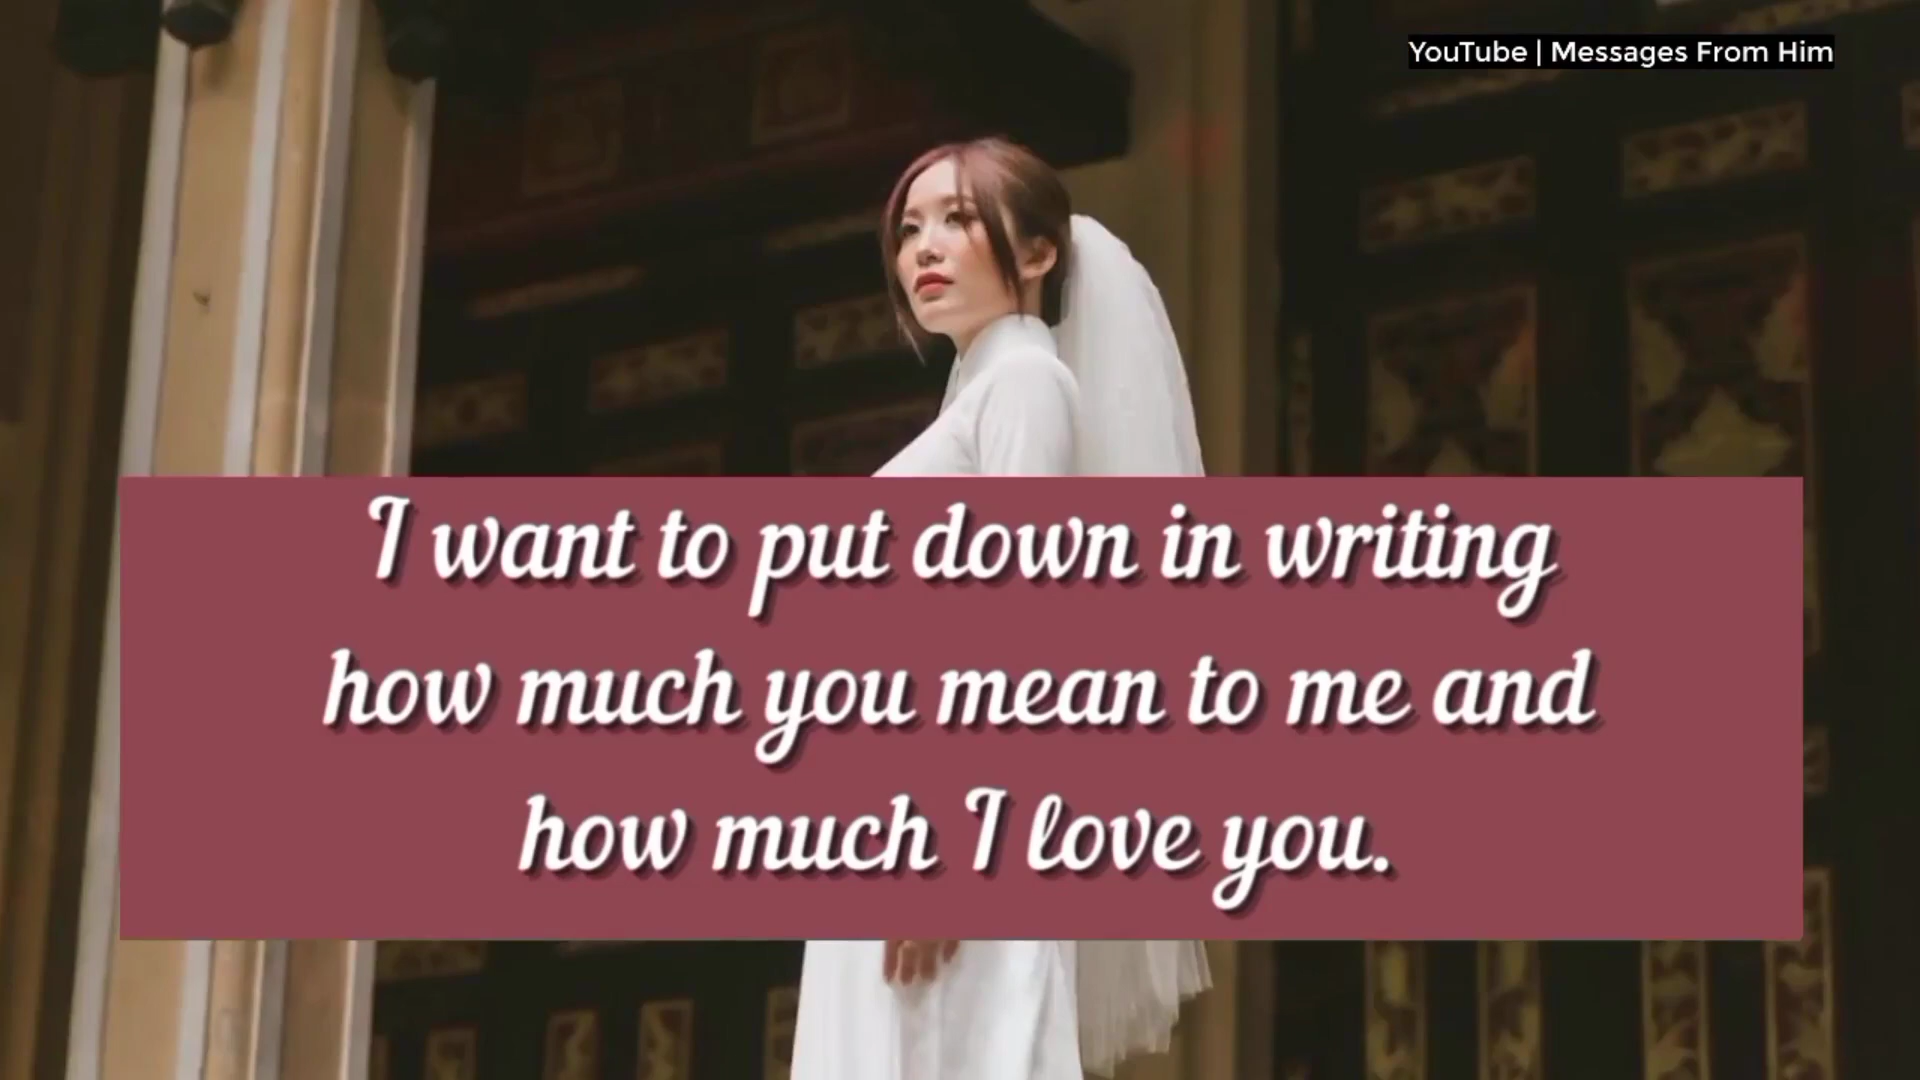 YouTube | Messages From Him
I want to put down in writing
how much you mean to me and
how much I love you.